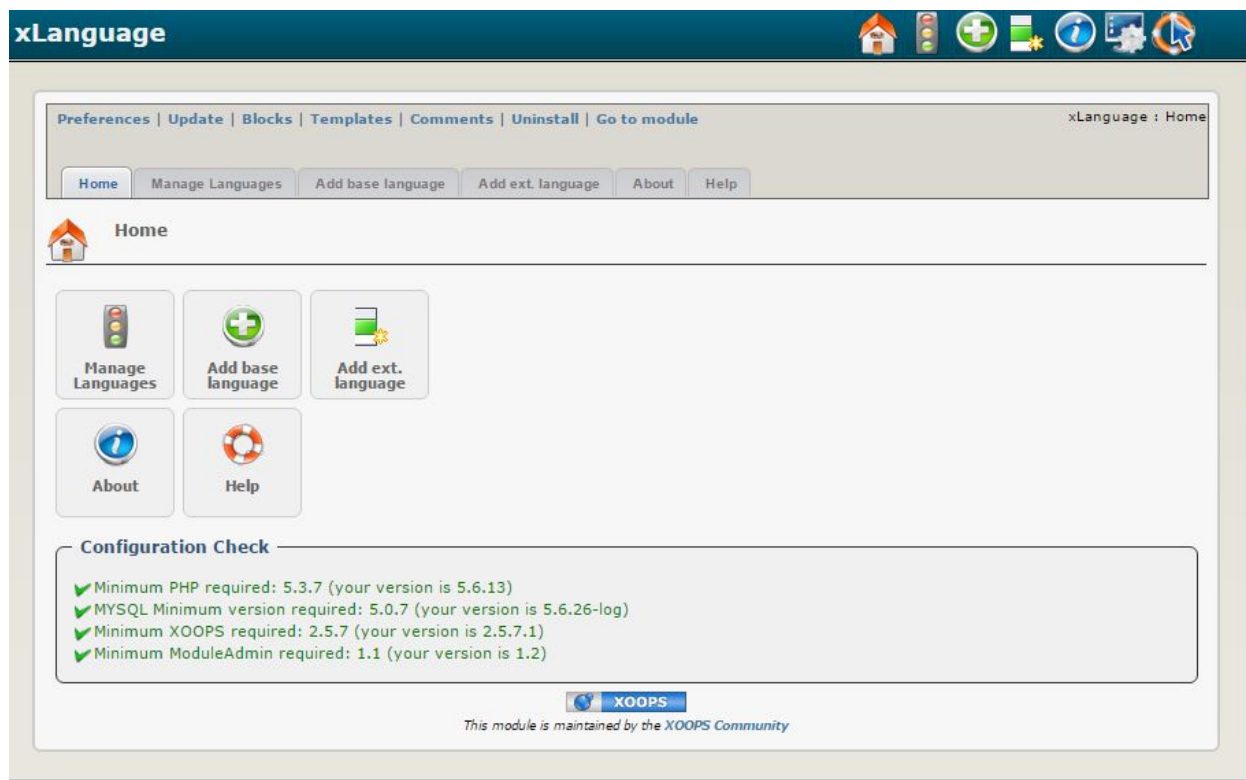 xLanguage
Preferences | Update | Blocks | Templates | Comments | Uninstall | Go to module
xLanguage : Home
Home
Manage Languages
Add base language
Add ext. language
About
Help
Home
Manage
Languages
Add base
language
Add ext.
language
About
Help
Configuration Check
Minimum PHP required: 5.3.7 (your version is 5.6.13)
MYSQL Minimum version required: 5.0.7 (your version is 5.6.26-log)
Minimum XOOPS required: 2.5.7 (your version is 2.5.7.1)
Minimum ModuleAdmin required: 1.1 (your version is 1.2)
XOOPS
This module is maintained by the XOOPS Community